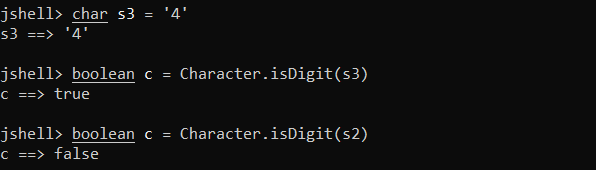 jshell> char s3 = '4'
s3 ==> '4'
jshell> boolean c = Character.isDigit(s3)
c ==> true
jshell> boolean c = Character.isDigit(s2)
c ==> false